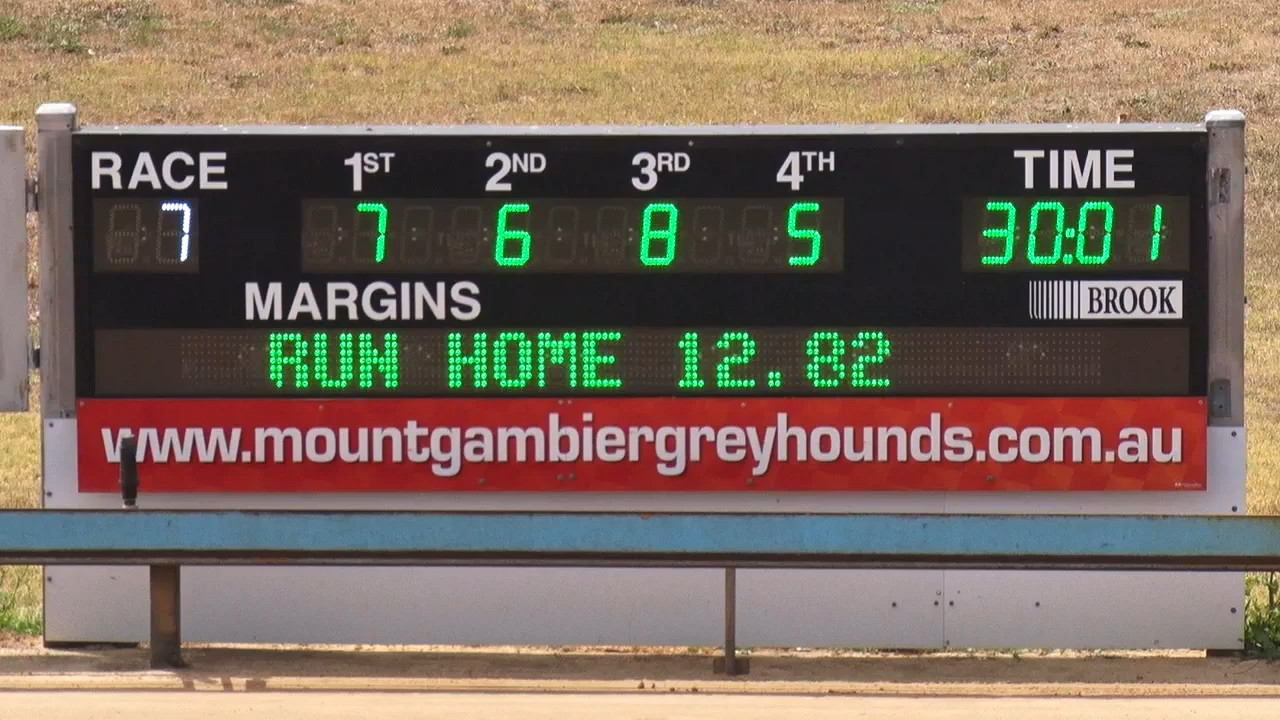 RACE 1ST 2ND 3RD 4TH TIME
7 7 6 8 5 30:01
MARGINS BROOK
RUN HOME 12.82
www.mountgambiergreyhounds.com.au